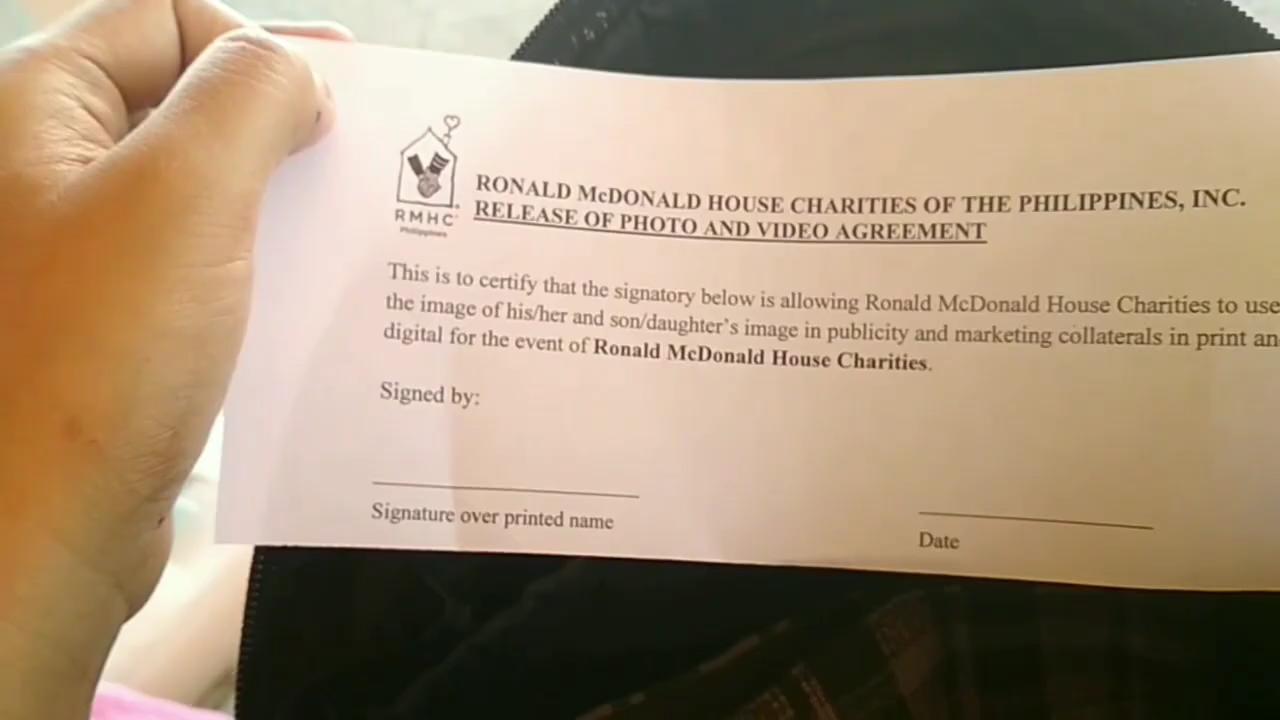 RMHC
Philippines
RONALD McDONALD HOUSE CHARITIES OF THE PHILIPPINES, INC.
RELEASE OF PHOTO AND VIDEO AGREEMENT
This is to certify that the signatory below is allowing Ronald McDonald House Charities to use
the image of his/her and son/daughter's image in publicity and marketing collaterals in print an
digital for the event of Ronald McDonald House Charities.
Signed by:
Signature over printed name
Date